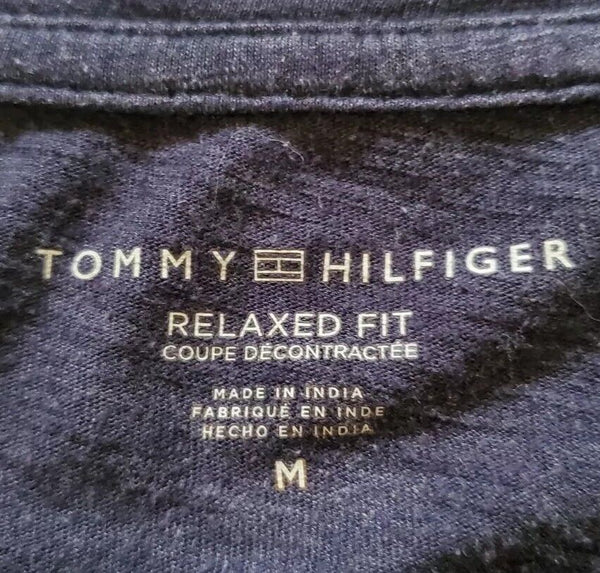 TOMMY HILFIGER
RELAXED FIT
COUPE DÉCONTRACTÉE
MADE IN INDIA
FABRIQUÉ EN INDE
HECHO EN INDIA
M